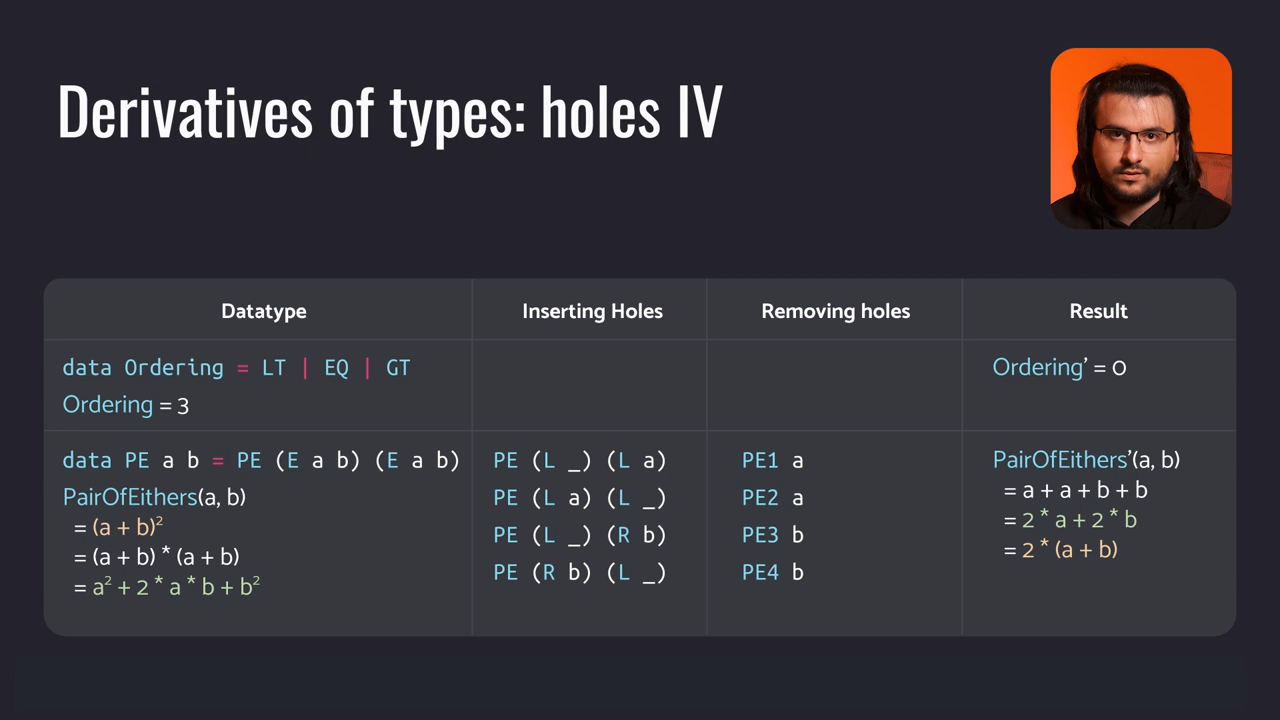 Derivatives of types: holes IV
Datatype
Inserting Holes
Removing holes
Result
data Ordering = LT | EQ | GT
Ordering = 3
Ordering’ = 0
data PE a b = PE (E a b) (E a b)
PairOfEithers(a, b)
= (a + b)²
= (a + b) * (a + b)
= a² + 2 * a * b + b²
PE (L _) (L a)
PE (L a) (L _)
PE (L _) (R b)
PE (R b) (L _)
PE1 a
PE2 a
PE3 b
PE4 b
PairOfEithers’(a, b)
= a + a + b + b
= 2 * a + 2 * b
= 2 * (a + b)